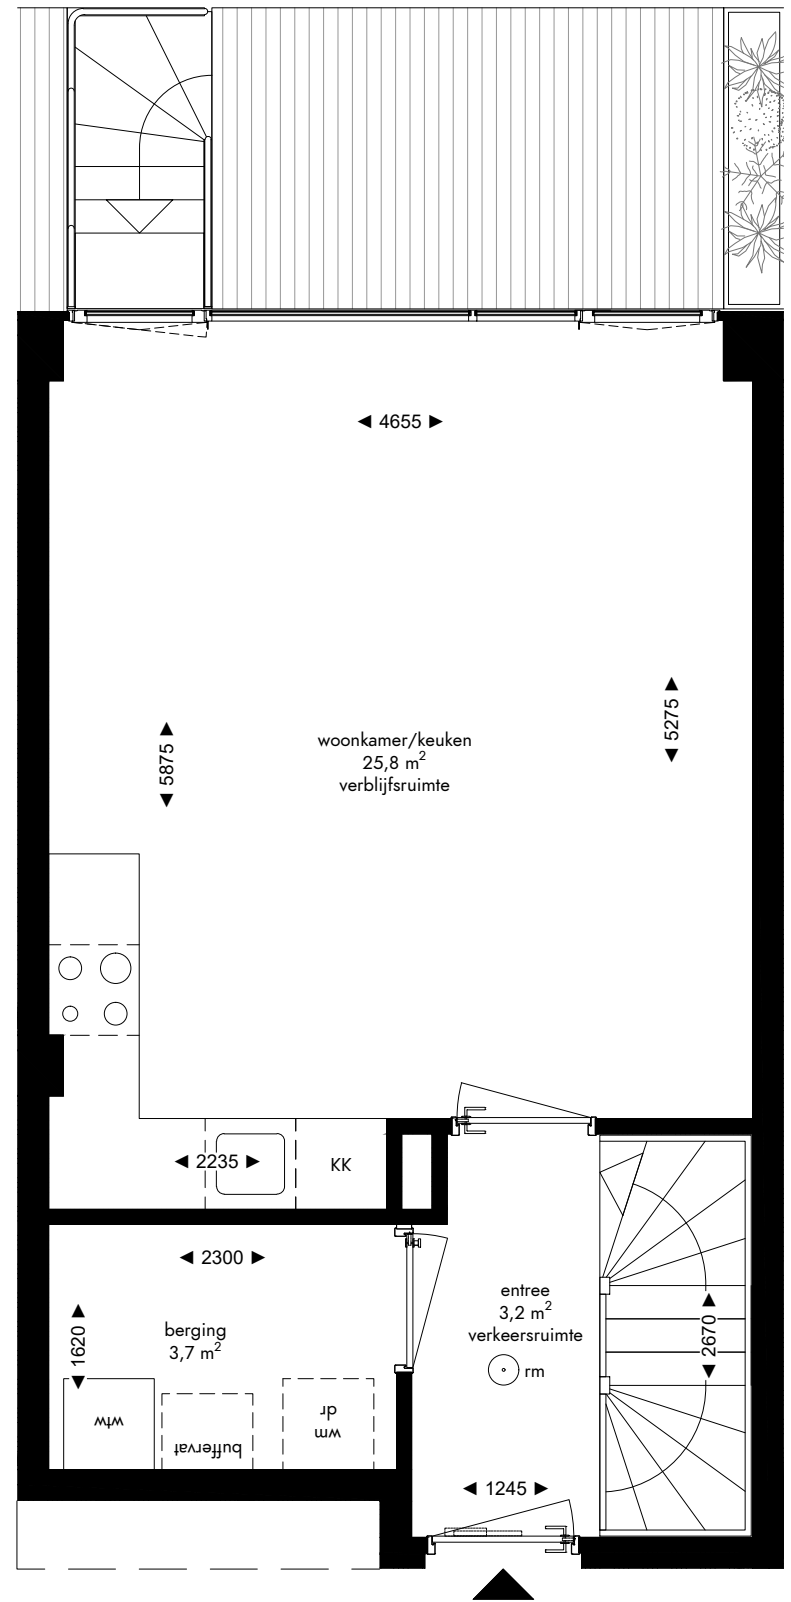 4655
5275
5875
woonkamer/keuken
25,8 m²
verblijfsruimte
2235
KK
2300
1620
berging
3,7 m²
entree
3,2 m²
verkeersruimte
rm
2670
wtw
buffervat
wm
dr
1245